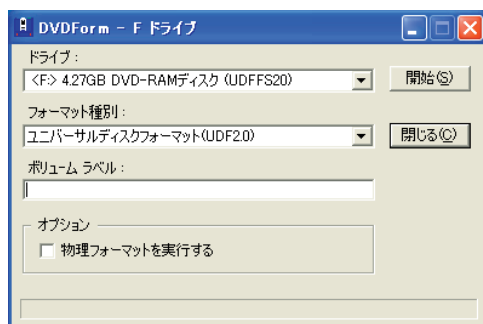 DVDForm - F ドライブ
ドライブ:
<F:> 4.27GB DVD-RAMディスク (UDFFS20)
開始(S)
フォーマット種別:
ユニバーサルディスクフォーマット(UDF2.0)
閉じる(C)
ボリューム ラベル:
オプション
物理フォーマットを実行する